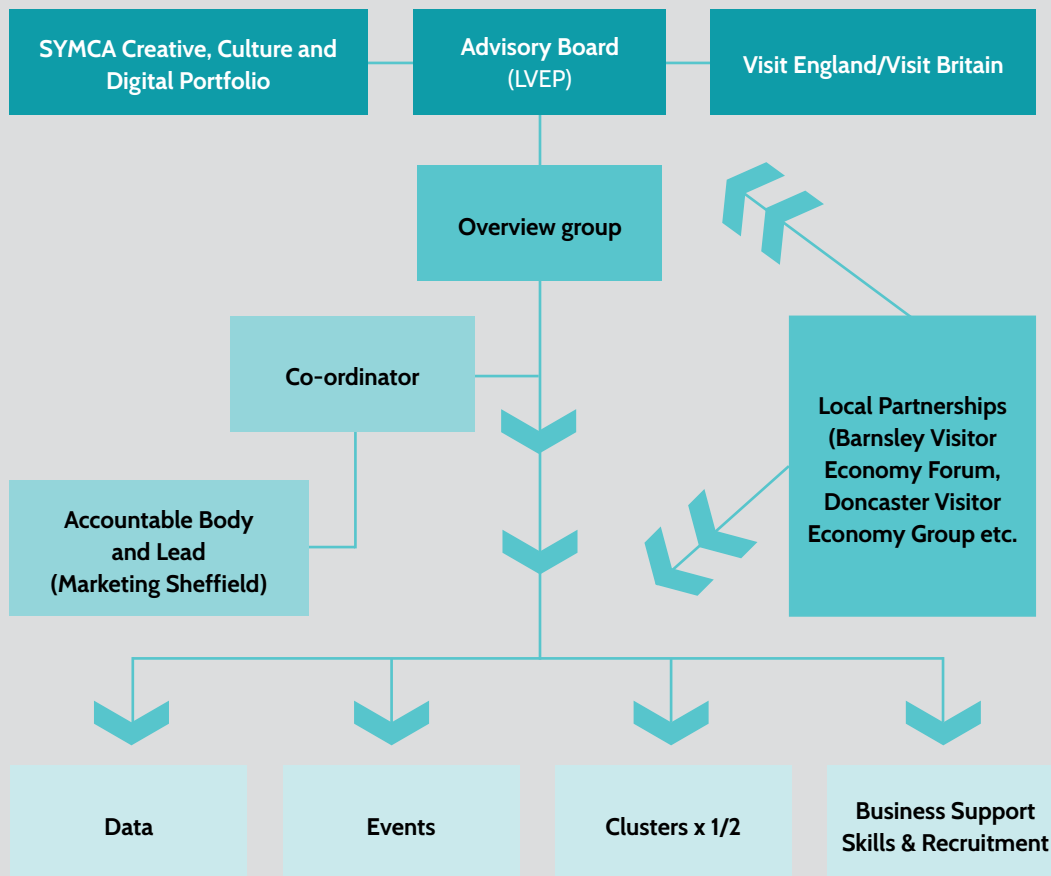 SYMCA Creative, Culture and
Digital Portfolio
Advisory Board
(LVEP)
Visit England/Visit Britain
Overview group
Co-ordinator
Accountable Body
and Lead
(Marketing Sheffield)
Local Partnerships
(Barnsley Visitor
Economy Forum,
Doncaster Visitor
Economy Group etc.
Data
Events
Clusters x 1/2
Business Support
Skills & Recruitment